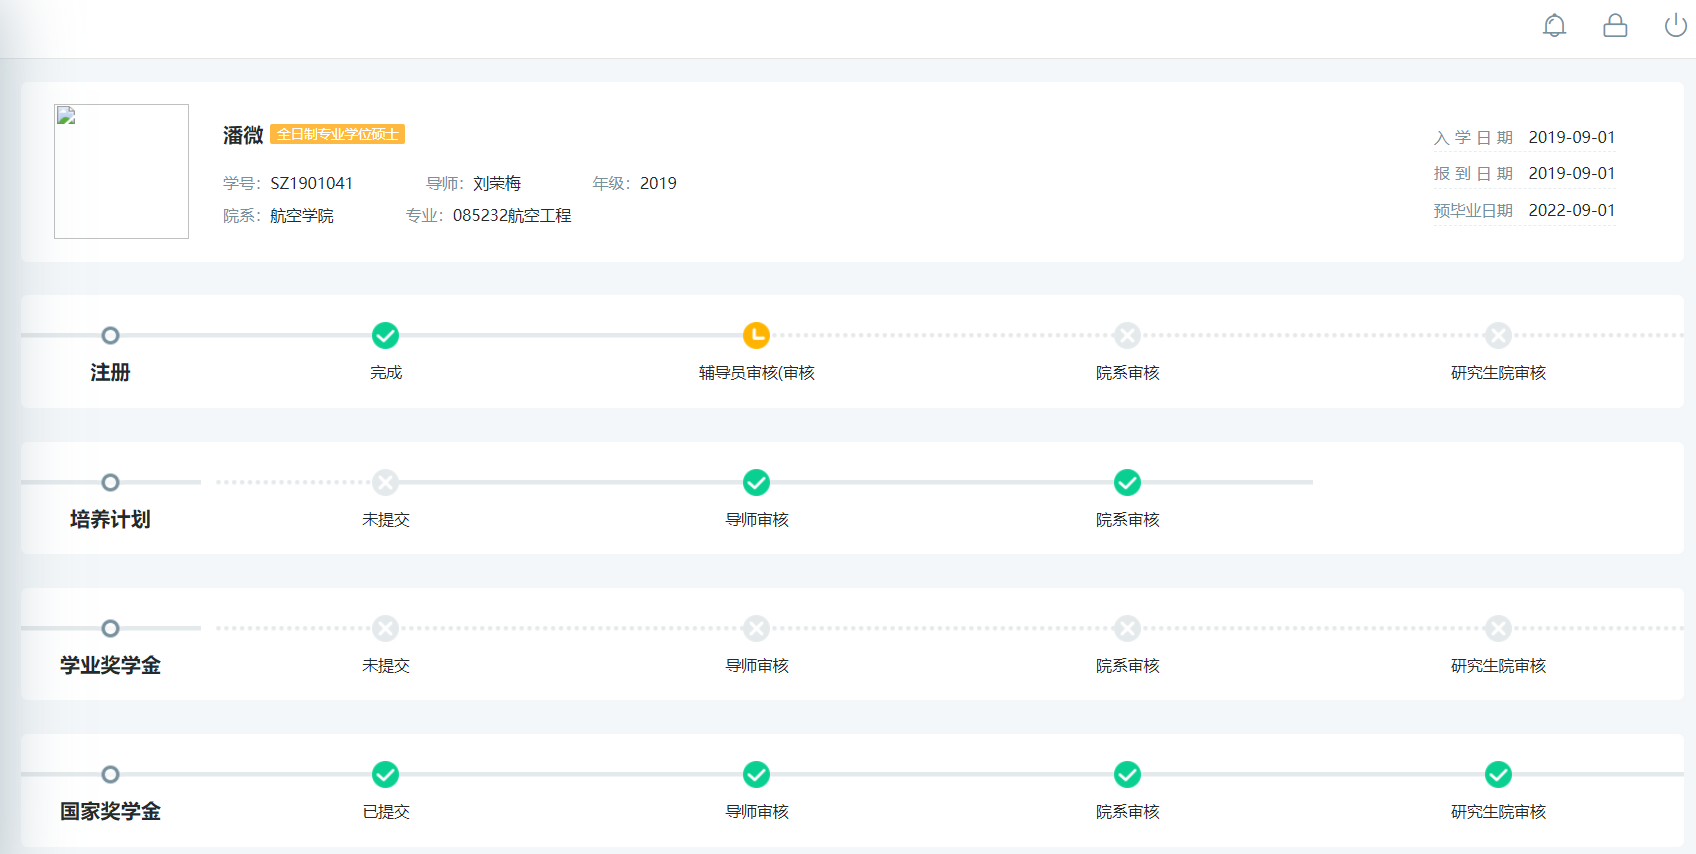 潘微 全日制专业学位硕士
学号: SZ1901041 导师: 刘荣梅 年级: 2019
院系: 航空学院 专业: 085232航空工程
入学日期 2019-09-01
报到日期 2019-09-01
预毕业日期 2022-09-01
注册 完成 辅导员审核(审核 院系审核 研究生院审核
培养计划 未提交 导师审核 院系审核
学业奖学金 未提交 导师审核 院系审核 研究生院审核
国家奖学金 已提交 导师审核 院系审核 研究生院审核